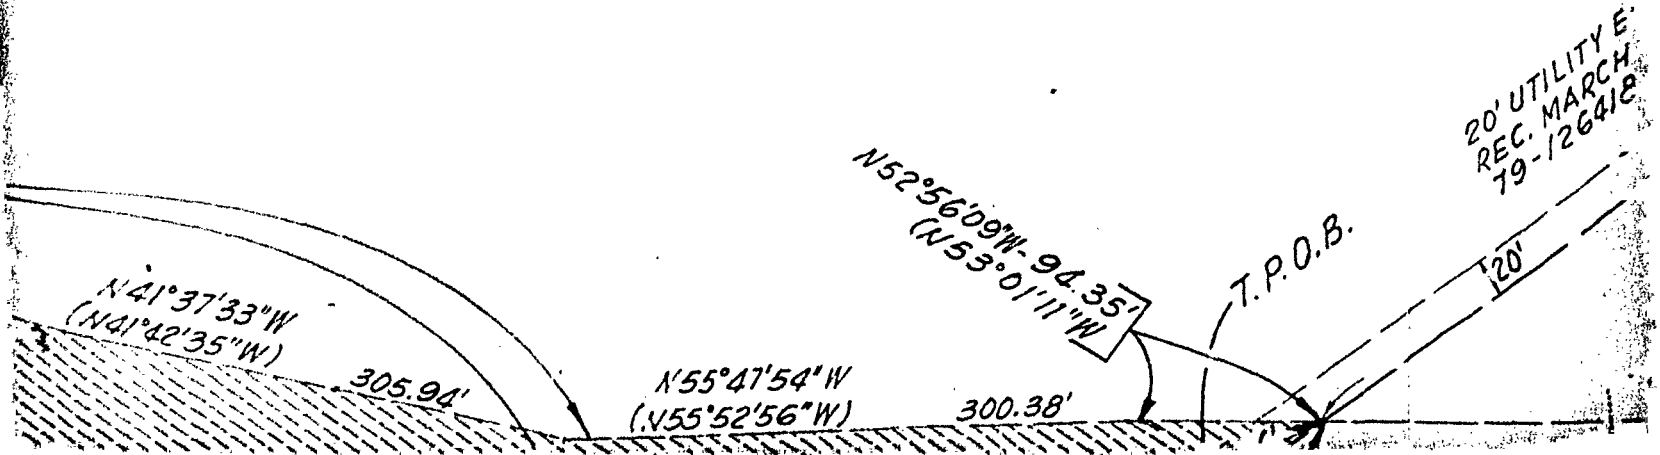 20' UTILITY E
REC. MARCH
79-126418
N52°56'09"W-94.35'
(N53°01'11"W
T.P.O.B.
20'
N41°37'33"W
(N41°42'35"W)
305.94'
N55°47'54"W
(N55°52'56"W)
300.38'